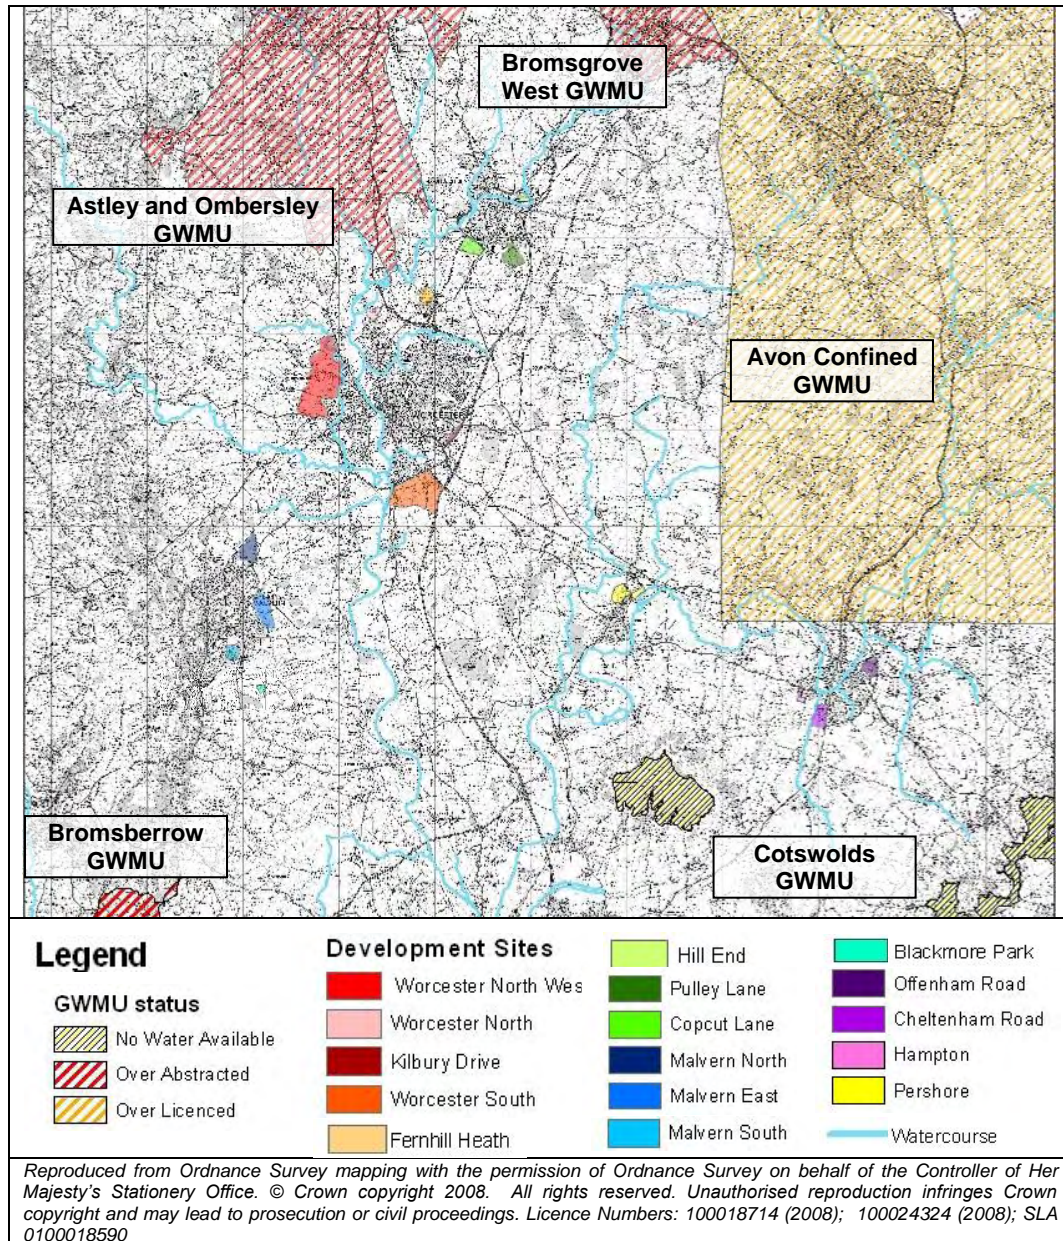 Bromsgrove
West GWMU
Astley and Ombersley
GWMU
Avon Confined
GWMU
WORCESTER
Bromsberrow
GWMU
Cotswolds
GWMU
Legend
GWMU status
No Water Available
Over Abstracted
Over Licenced
Development Sites
Worcester North Wes
Worcester North
Kilbury Drive
Worcester South
Fernhill Heath
Hill End
Pulley Lane
Copcut Lane
Malvern North
Malvern East
Malvern South
Blackmore Park
Offenham Road
Cheltenham Road
Hampton
Pershore
Watercourse
Reproduced from Ordnance Survey mapping with the permission of Ordnance Survey on behalf of the Controller of Her
Majesty's Stationery Office. © Crown copyright 2008. All rights reserved. Unauthorised reproduction infringes Crown
copyright and may lead to prosecution or civil proceedings. Licence Numbers: 100018714 (2008); 100024324 (2008); SLA
0100018590